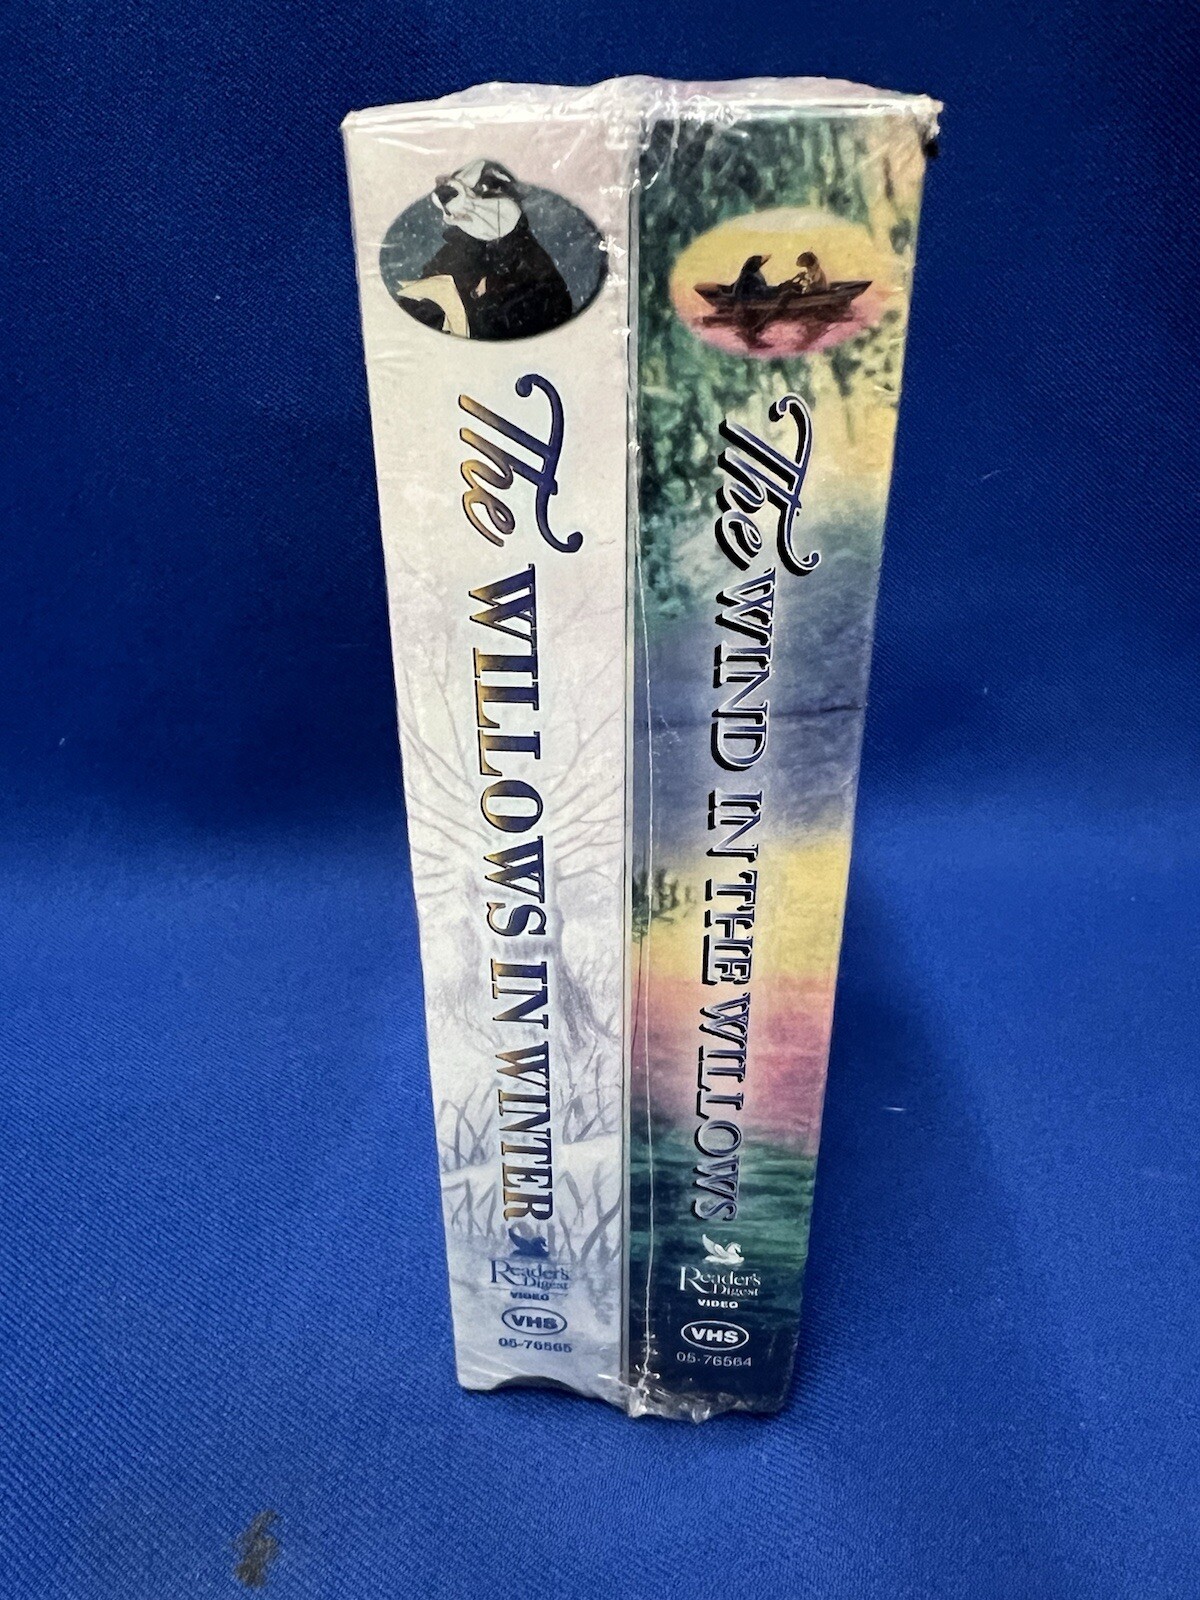 The WILLOWS IN WINTER
Reader's
Digest
VIDEO
VHS
05-76565
The WIND IN THE WILLOWS
Reader's
Digest
VIDEO
VHS
05-76564